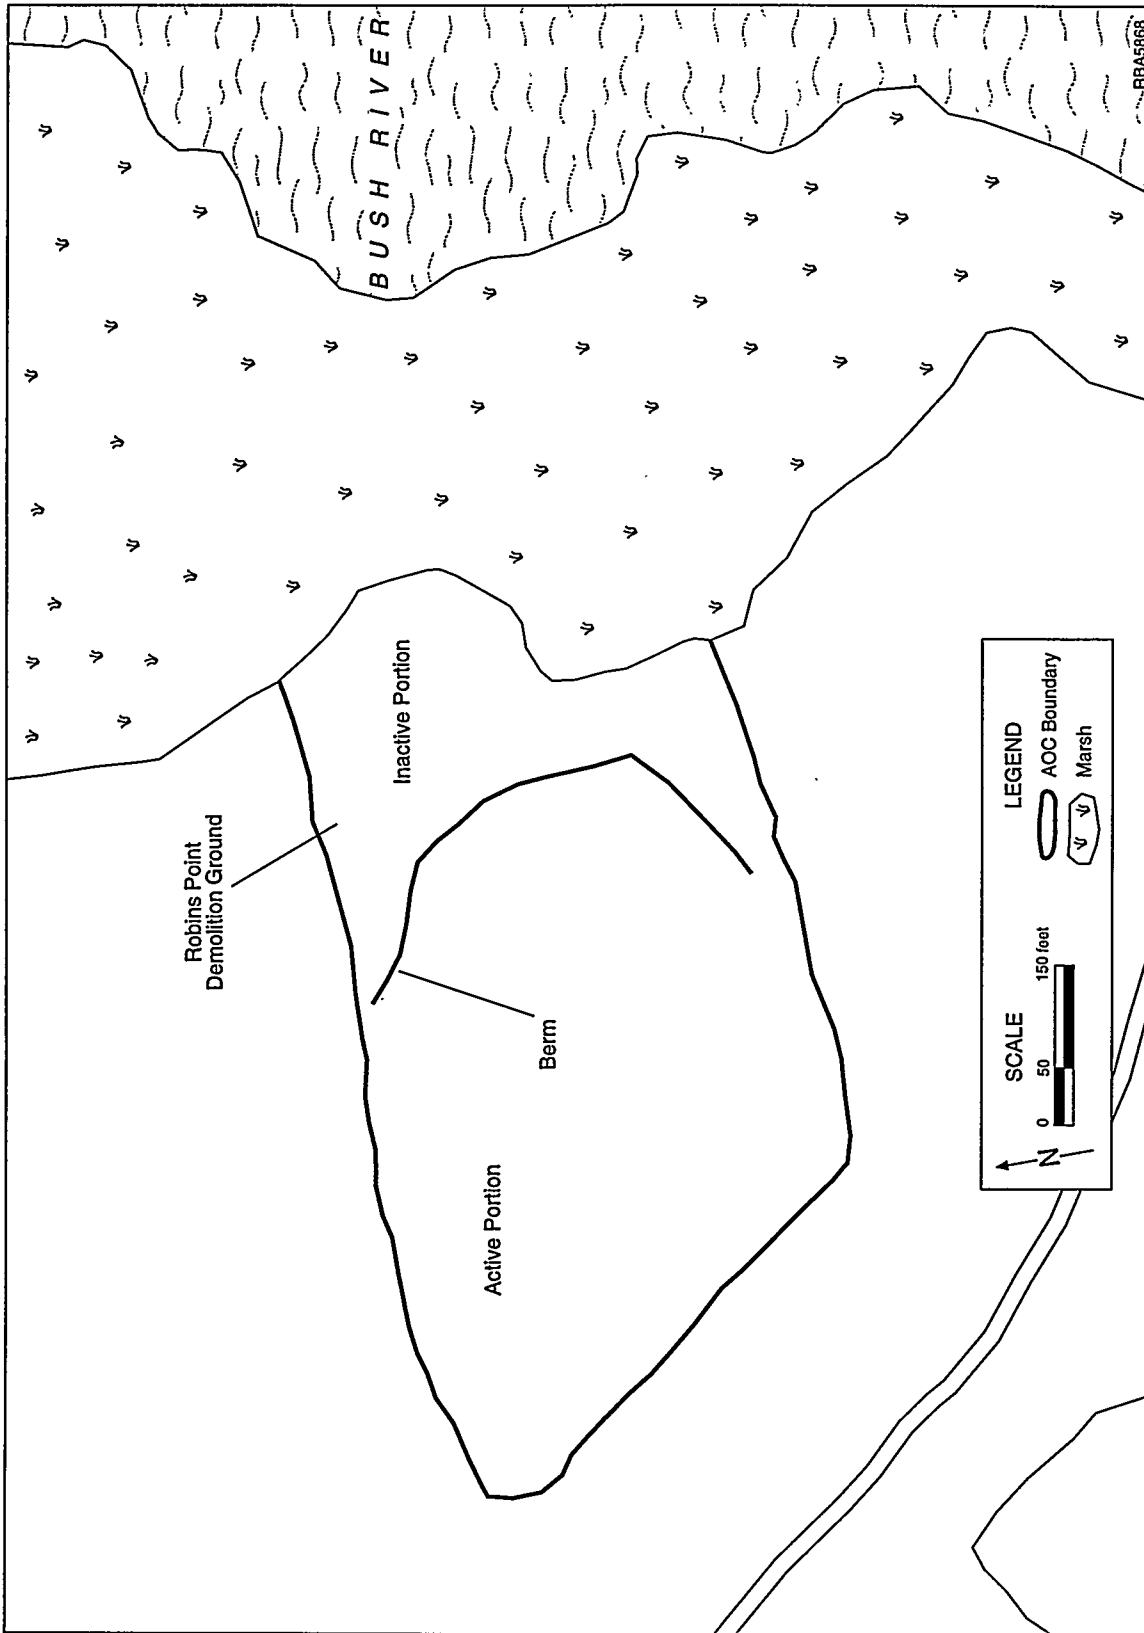 BUSH RIVER
Robins Point
Demolition Ground
Inactive Portion
Berm
Active Portion
SCALE
0 50 150 feet
N
LEGEND
AOC Boundary
Marsh
RRA5868